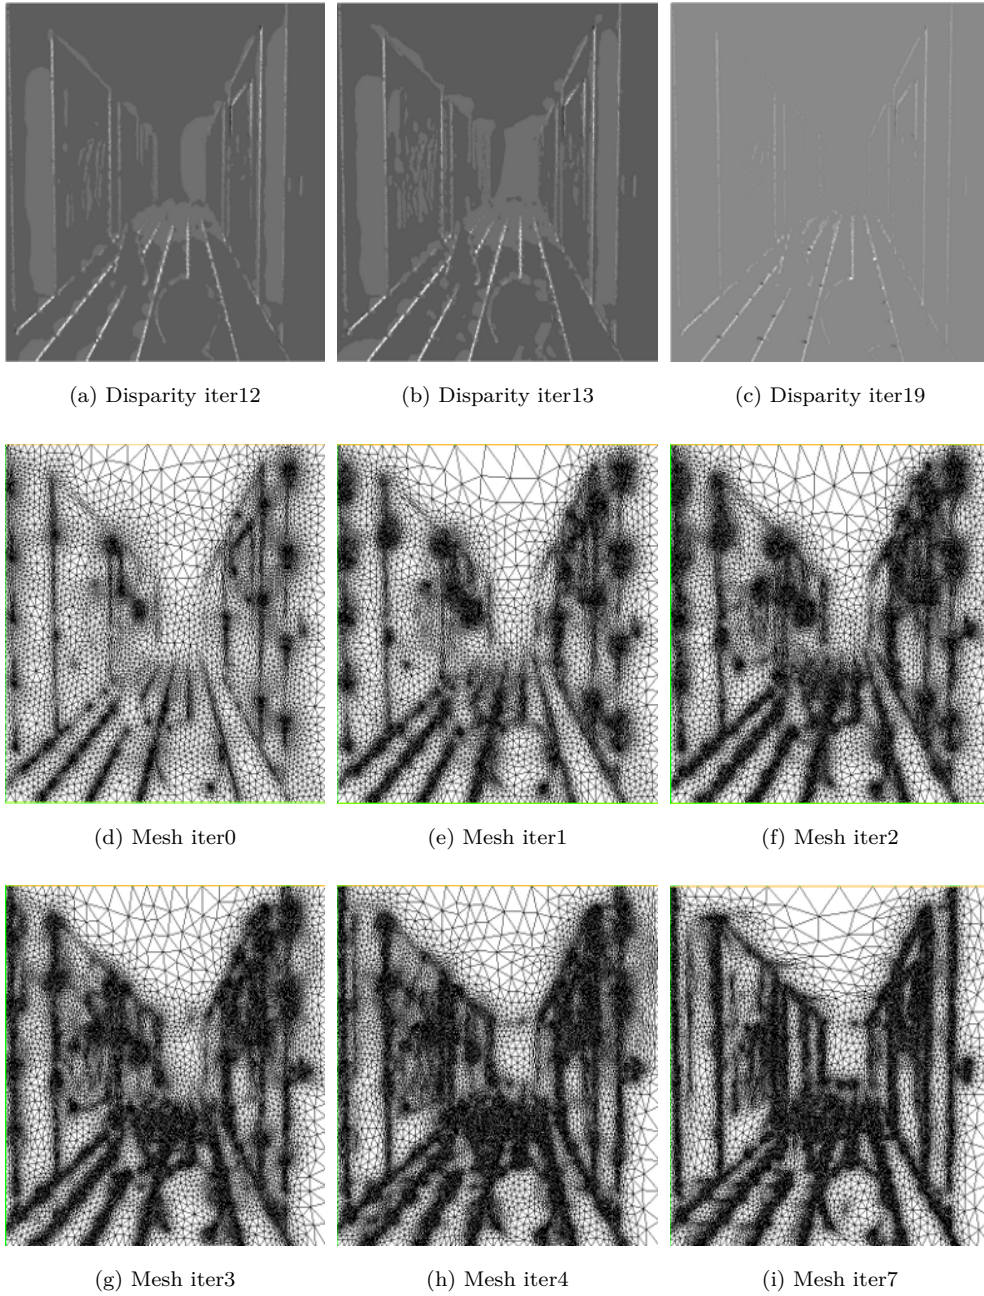 (a) Disparity iter12
(b) Disparity iter13
(c) Disparity iter19
(d) Mesh iter0
(e) Mesh iter1
(f) Mesh iter2
(g) Mesh iter3
(h) Mesh iter4
(i) Mesh iter7